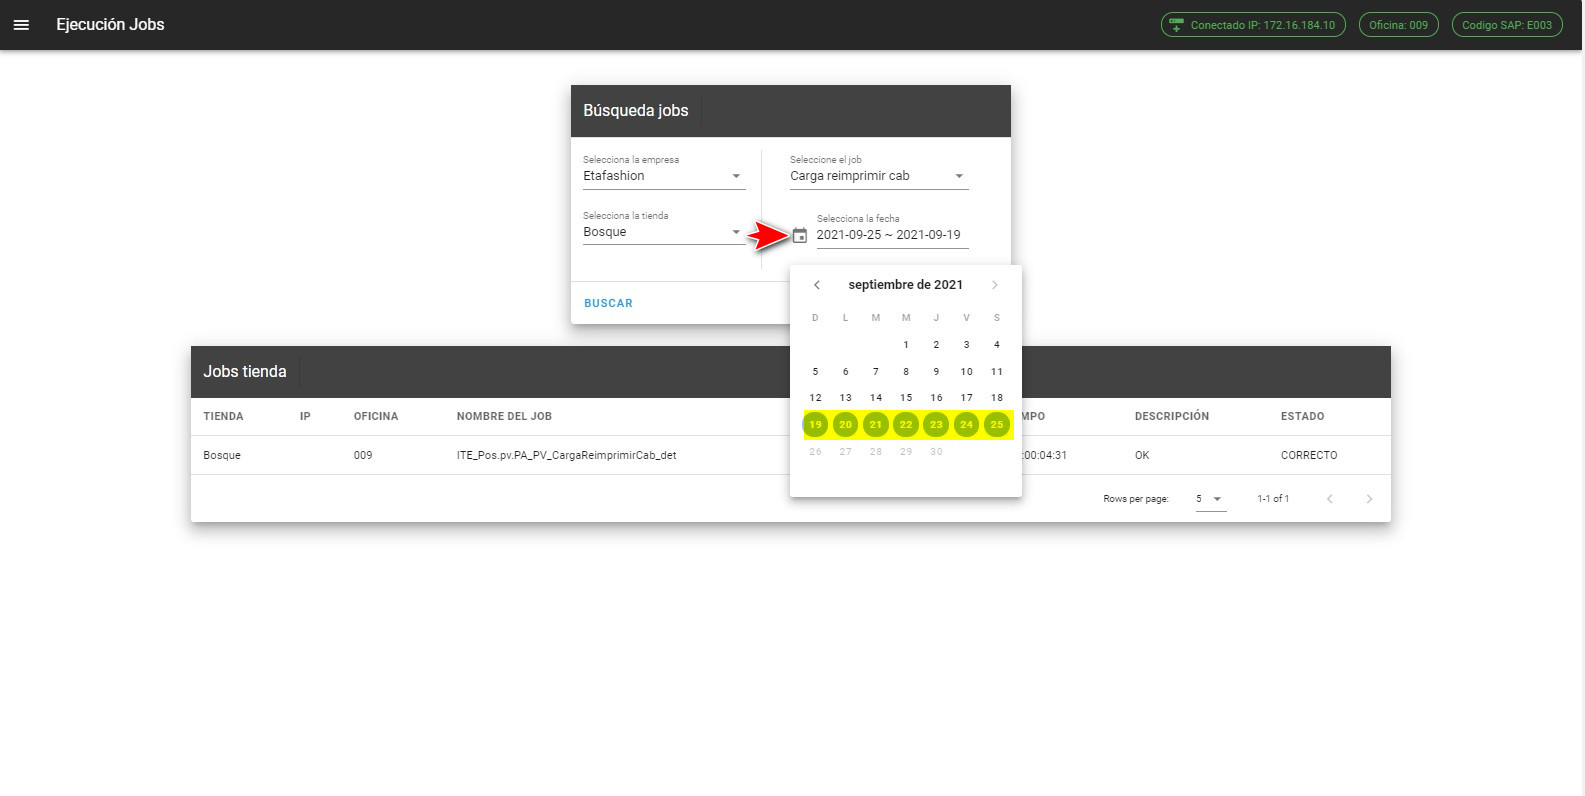 Ejecución Jobs
Conectado IP: 172.16.184.10
Oficina: 009
Codigo SAP: E003
Búsqueda jobs
Selecciona la empresa
Etafashion
Seleccione el job
Carga reimprimir cab
Selecciona la tienda
Bosque
Selecciona la fecha
2021-09-25 ~ 2021-09-19
BUSCAR
septiembre de 2021
D L M M J V S
1 2 3 4
5 6 7 8 9 10 11
12 13 14 15 16 17 18
19 20 21 22 23 24 25
26 27 28 29 30
Jobs tienda
TIENDA IP OFICINA NOMBRE DEL JOB MPO DESCRIPCIÓN ESTADO
Bosque 009 ITE_Pos.pv.PA_PV_CargaReimprimirCab_det :00:04:31 OK CORRECTO
Rows per page: 5 1-1 of 1